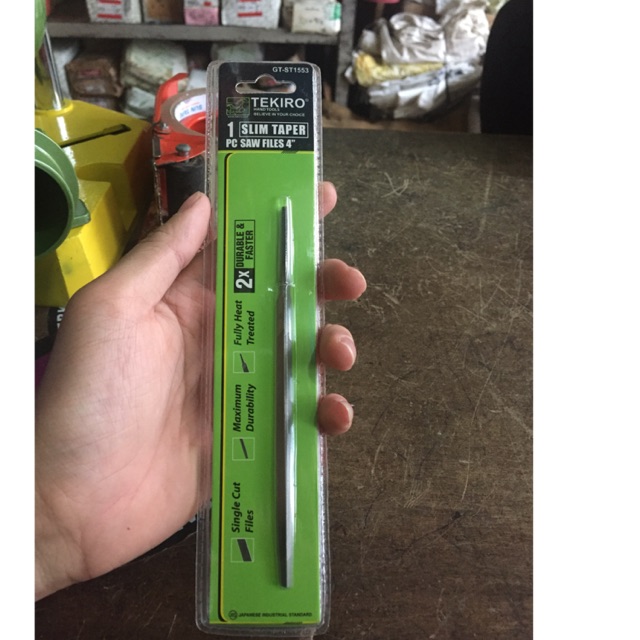 GT-ST1553
TEKIRO®
HAND TOOLS
BELIEVE IN YOUR CHOICE
1 SLIM TAPER
PC SAW FILES 4"
2X DURABLE &
FASTER
Fully Heat
Treated
Maximum
Durability
Single Cut
Files
JAPANESE INDUSTRIAL STANDARD